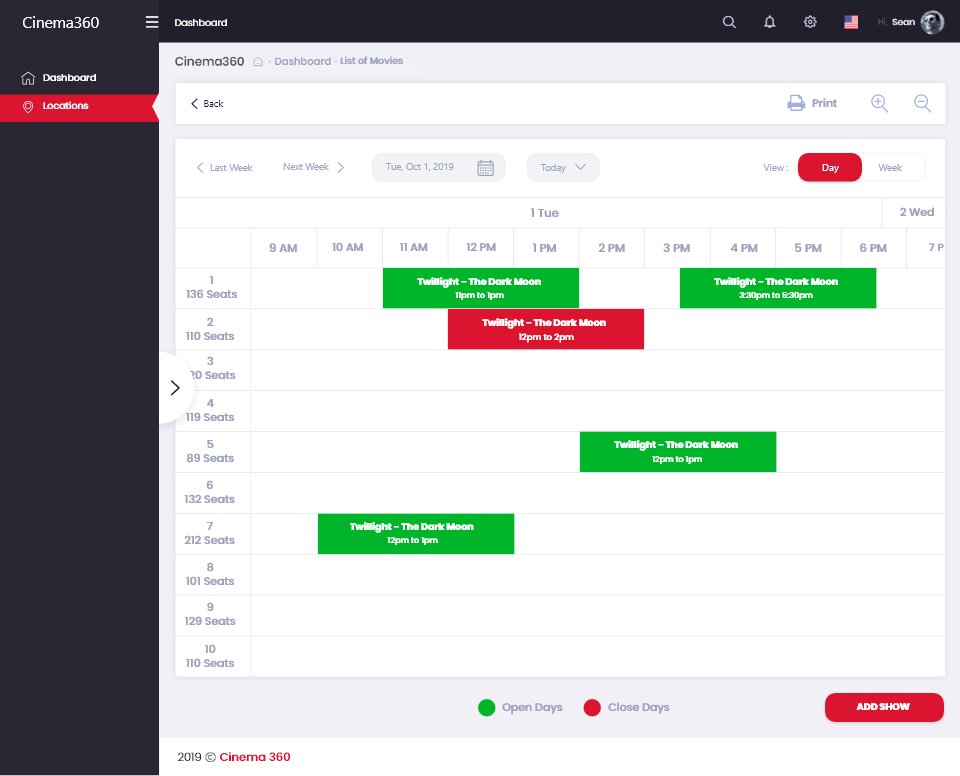 Cinema360
Dashboard
Hi, Sean
Dashboard
Locations
Cinema360 · Dashboard · List of Movies
Back
Print
Last Week
Next Week
Tue, Oct 1, 2019
Today
View :
Day
Week
1 Tue
2 Wed
9 AM
10 AM
11 AM
12 PM
1 PM
2 PM
3 PM
4 PM
5 PM
6 PM
7 P
1
136 Seats
Twillight – The Dark Moon
11pm to 1pm
Twillight – The Dark Moon
3:30pm to 5:30pm
2
110 Seats
Twillight – The Dark Moon
12pm to 2pm
3
20 Seats
4
119 Seats
5
89 Seats
Twillight – The Dark Moon
12pm to 1pm
6
132 Seats
7
212 Seats
Twillight – The Dark Moon
12pm to 1pm
8
101 Seats
9
129 Seats
10
110 Seats
Open Days
Close Days
ADD SHOW
2019 © Cinema 360